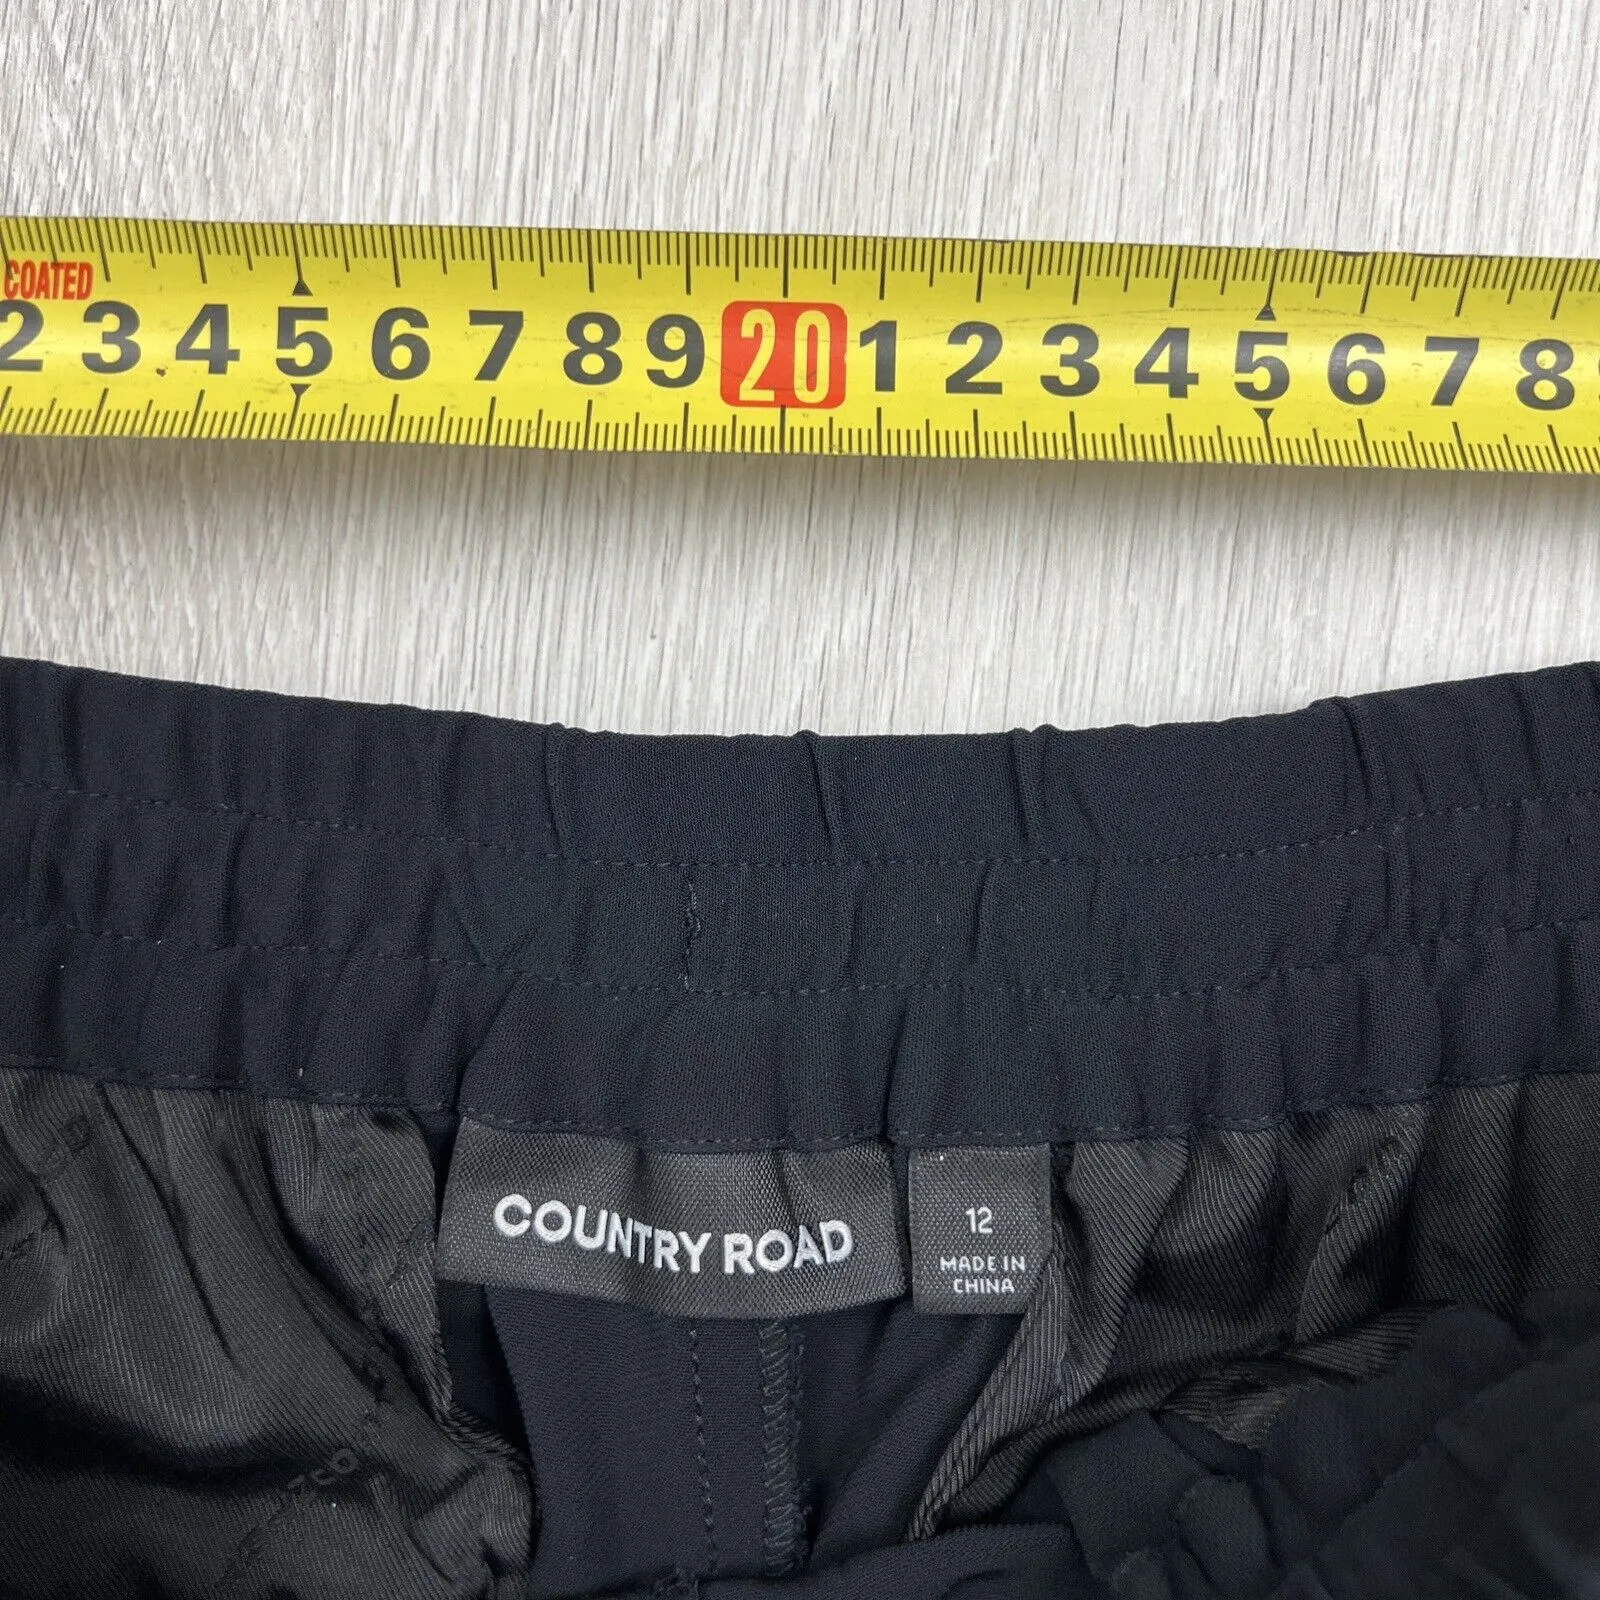 COATED
2 3 4 5 6 7 8 9 20 1 2 3 4 5 6 7 8
COUNTRY ROAD
12
MADE IN
CHINA